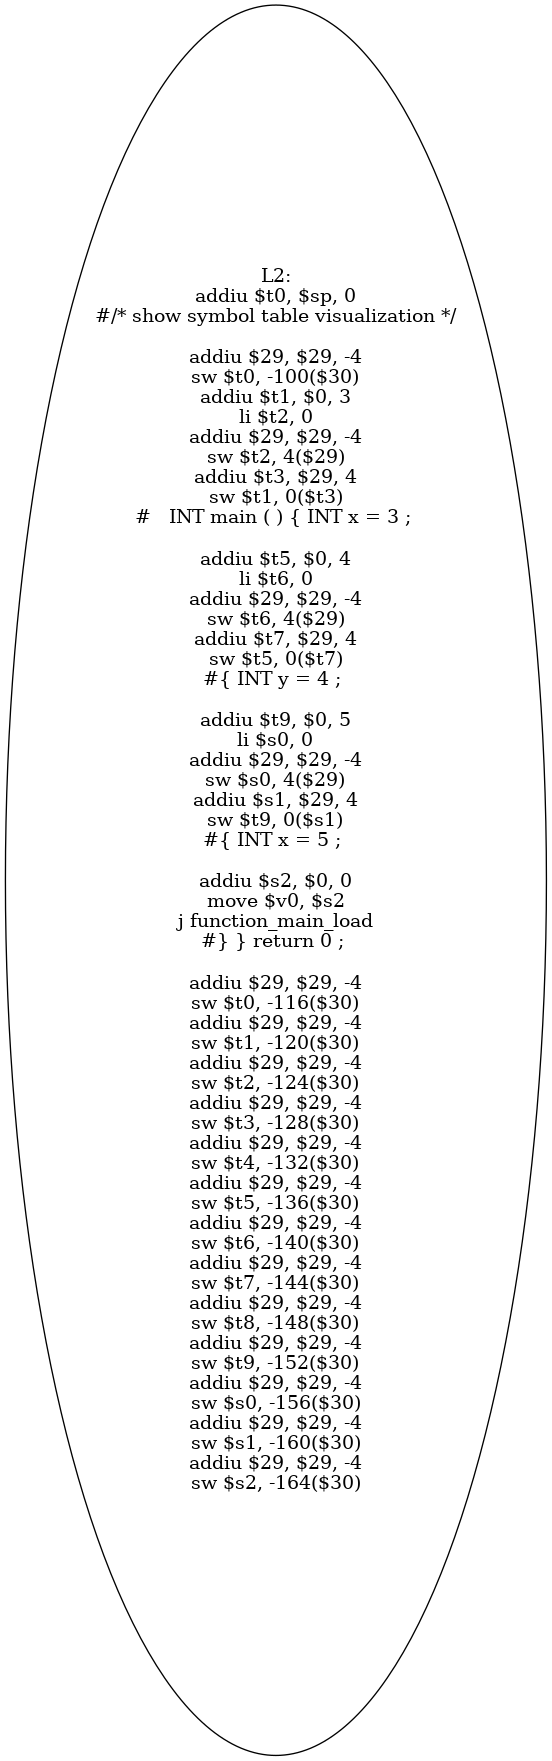 L2:
addiu $t0, $sp, 0
#/* show symbol table visualization */
addiu $29, $29, -4
sw $t0, -100($30)
addiu $t1, $0, 3
li $t2, 0
addiu $29, $29, -4
sw $t2, 4($29)
addiu $t3, $29, 4
sw $t1, 0($t3)
#   INT main ( ) { INT x = 3 ;
addiu $t5, $0, 4
li $t6, 0
addiu $29, $29, -4
sw $t6, 4($29)
addiu $t7, $29, 4
sw $t5, 0($t7)
#{ INT y = 4 ;
addiu $t9, $0, 5
li $s0, 0
addiu $29, $29, -4
sw $s0, 4($29)
addiu $s1, $29, 4
sw $t9, 0($s1)
#{ INT x = 5 ;
addiu $s2, $0, 0
move $v0, $s2
j function_main_load
#} } return 0 ;
addiu $29, $29, -4
sw $t0, -116($30)
addiu $29, $29, -4
sw $t1, -120($30)
addiu $29, $29, -4
sw $t2, -124($30)
addiu $29, $29, -4
sw $t3, -128($30)
addiu $29, $29, -4
sw $t4, -132($30)
addiu $29, $29, -4
sw $t5, -136($30)
addiu $29, $29, -4
sw $t6, -140($30)
addiu $29, $29, -4
sw $t7, -144($30)
addiu $29, $29, -4
sw $t8, -148($30)
addiu $29, $29, -4
sw $t9, -152($30)
addiu $29, $29, -4
sw $s0, -156($30)
addiu $29, $29, -4
sw $s1, -160($30)
addiu $29, $29, -4
sw $s2, -164($30)